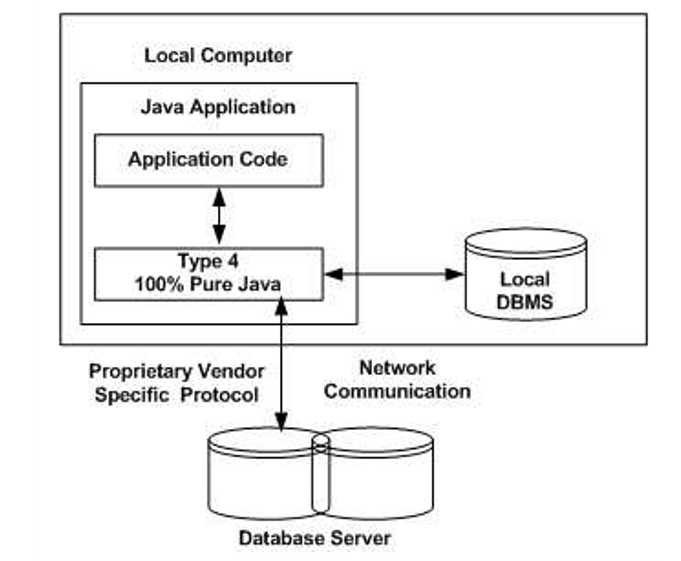 Local Computer
Java Application
Application Code
Type 4
100% Pure Java
Local
DBMS
Proprietary Vendor
Specific Protocol
Network
Communication
Database Server